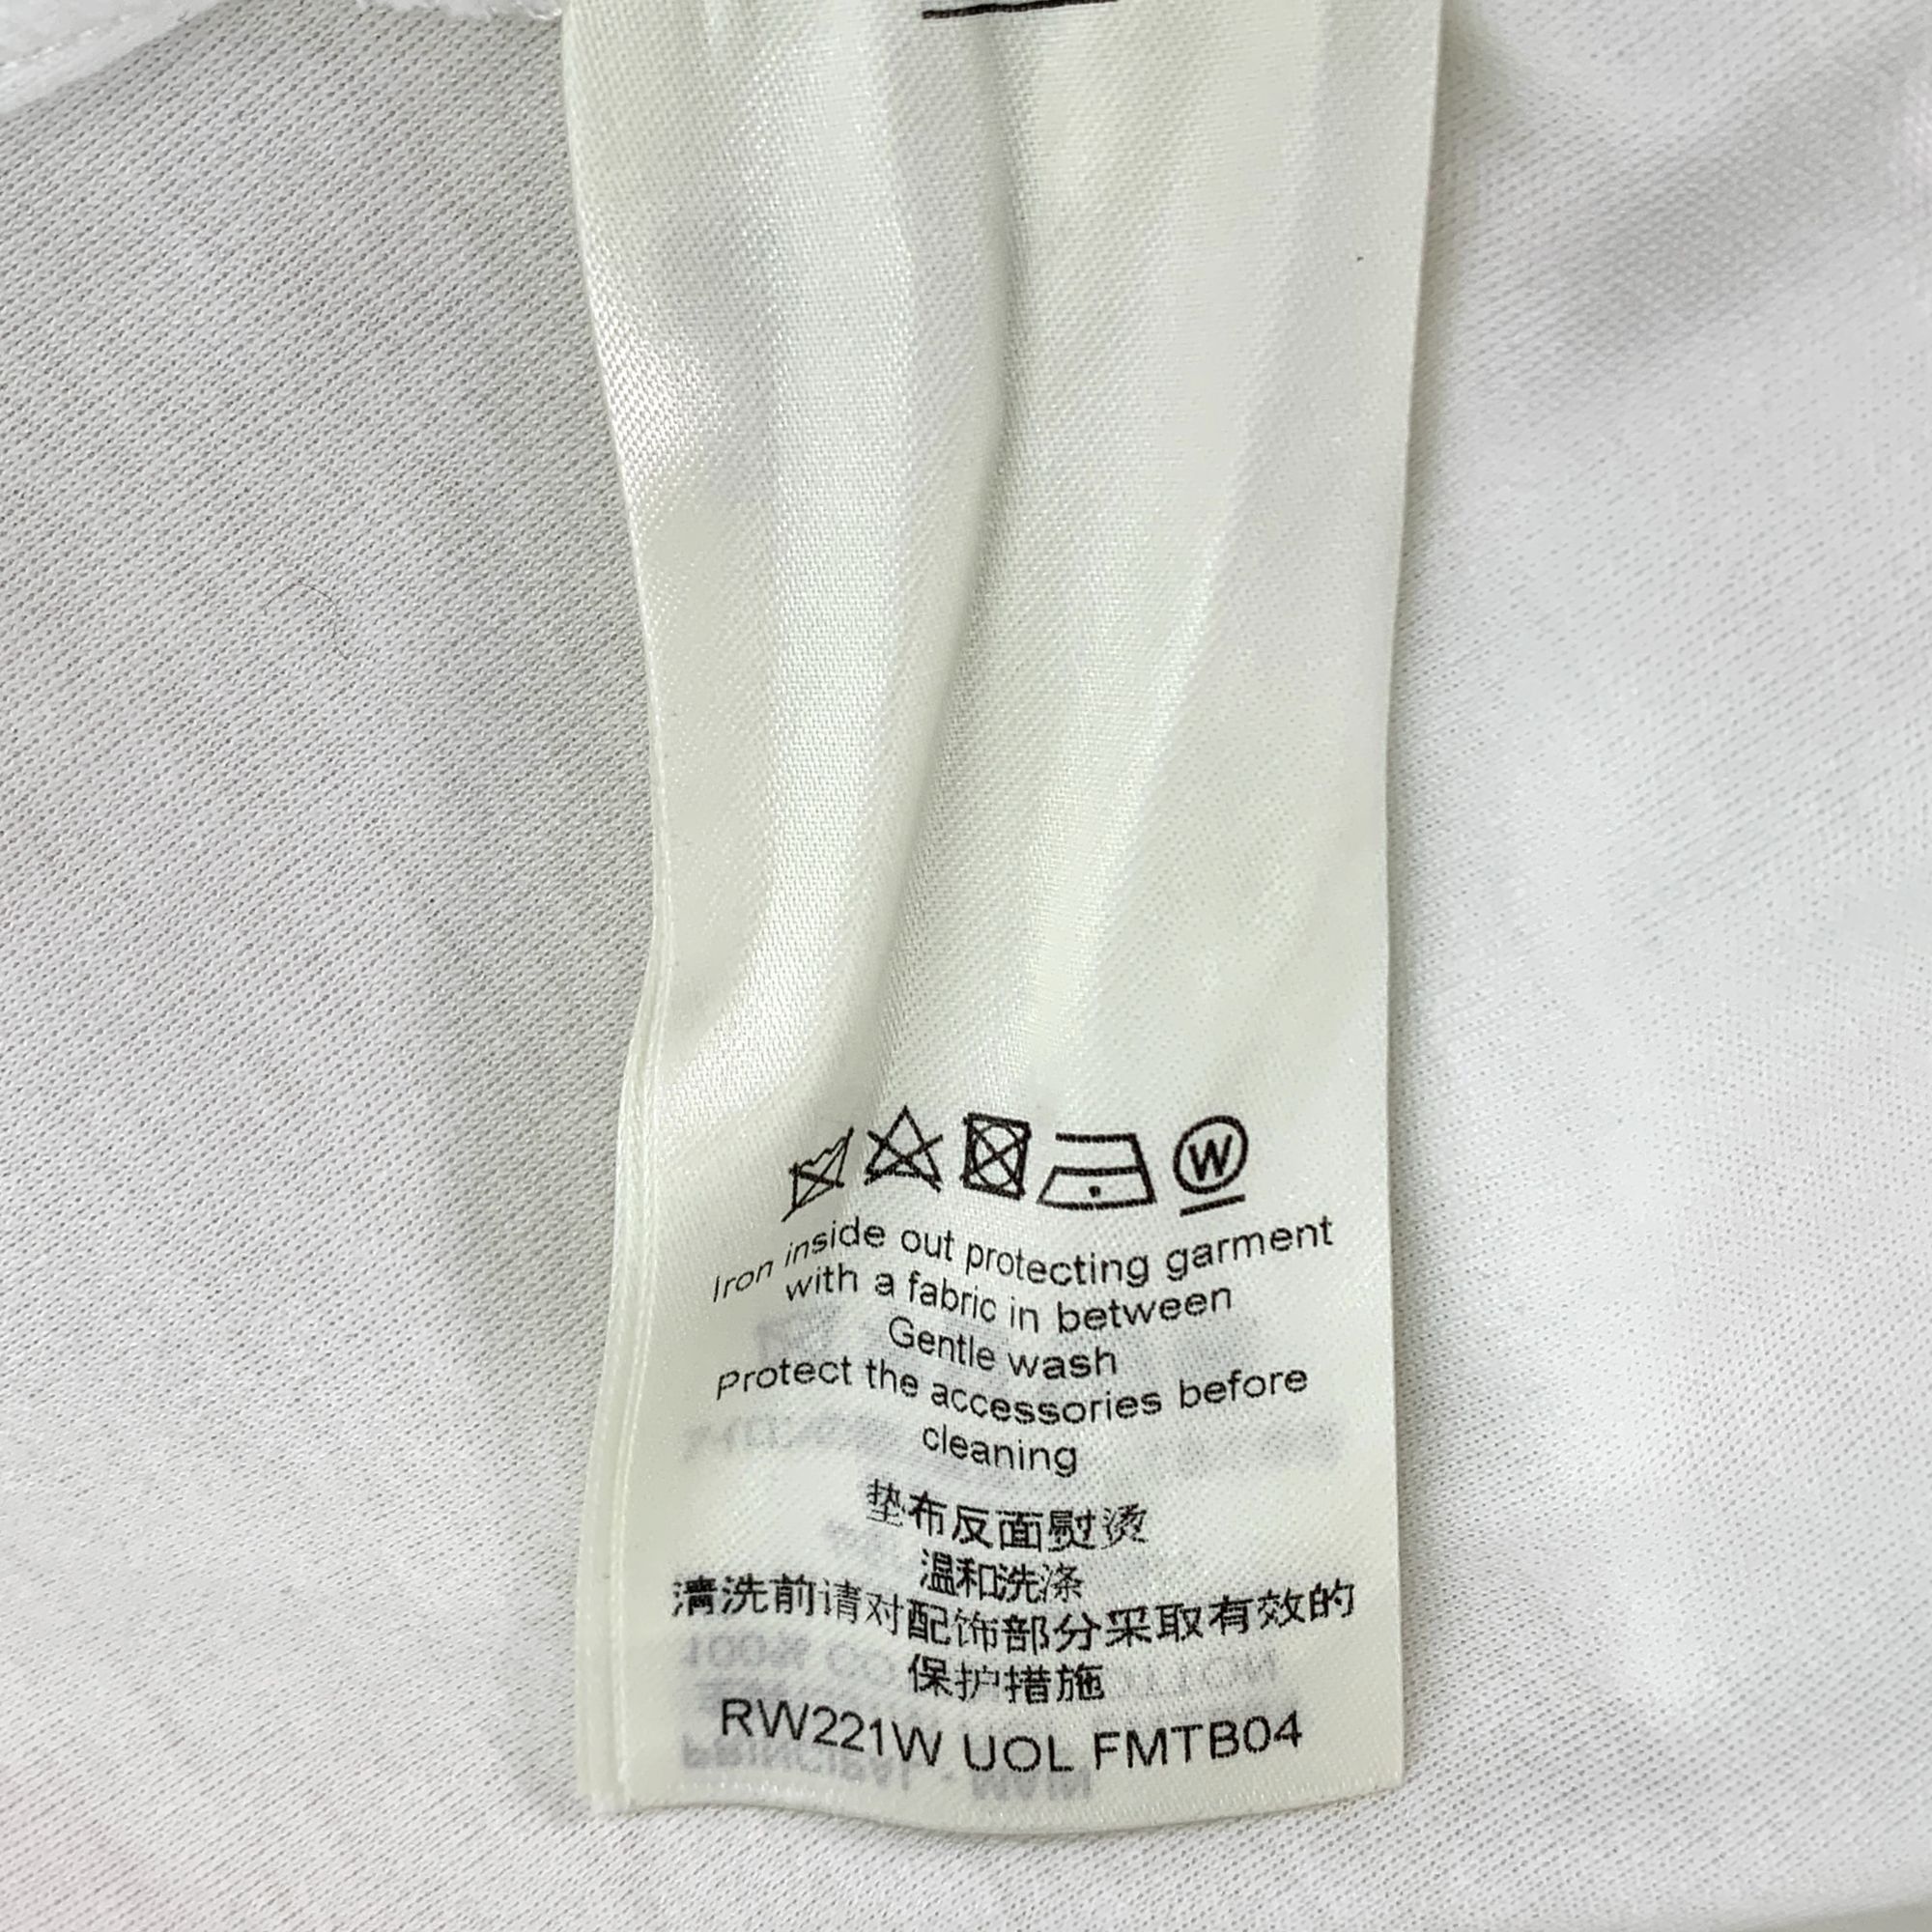 W
Iron inside out protecting garment
with a fabric in between
Gentle wash
Protect the accessories before
cleaning
垫布反面熨烫
温和洗涤
清洗前请对配饰部分采取有效的
保护措施
RW221W UOL FMTB04